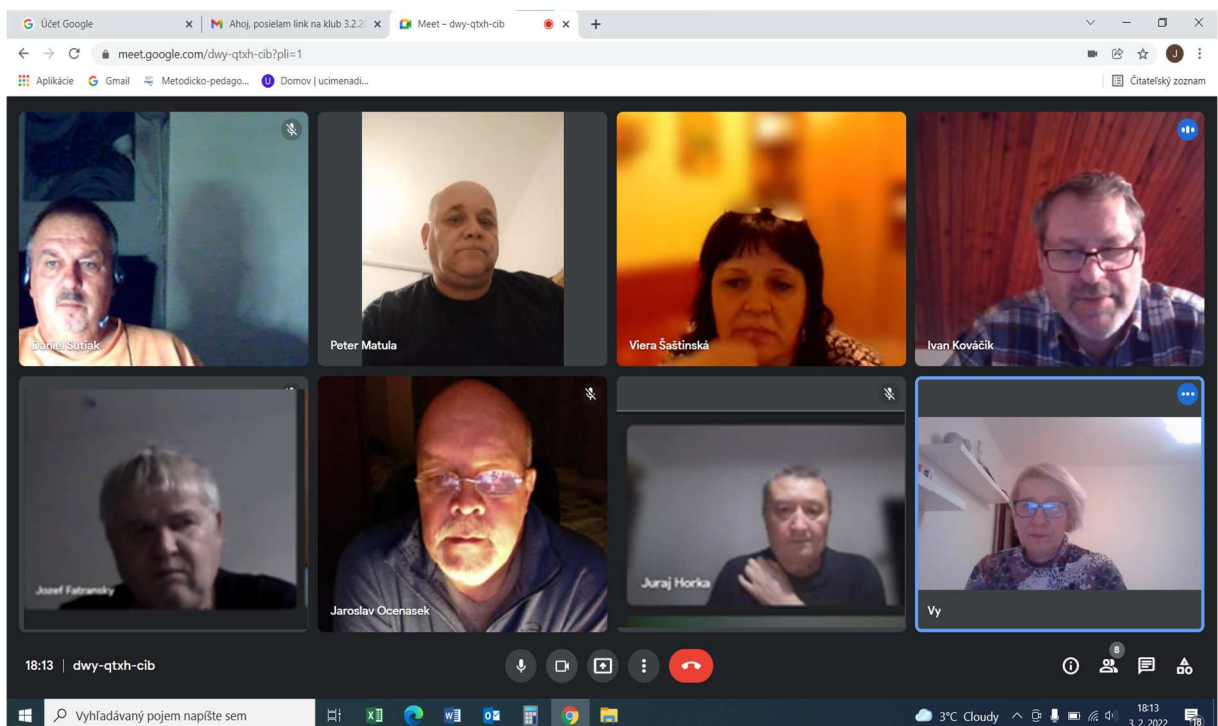 Účet Google
Ahoj, posielam link na klub 3.2.20
Meet – dwy-qtxh-cib
meet.google.com/dwy-qtxh-cib?pli=1
J
Aplikácie
Gmail
Metodicko-pedago...
Domov | ucimenadi...
Čitateľský zoznam
Daniel Šutiak
Peter Matula
Viera Šaštinská
Ivan Kováčik
Jozef Fatransky
Jaroslav Ocenasek
Juraj Horka
Vy
18:13 | dwy-qtxh-cib
8
Vyhľadávaný pojem napíšte sem
3°C Cloudy
18:13
3. 2. 2022
18